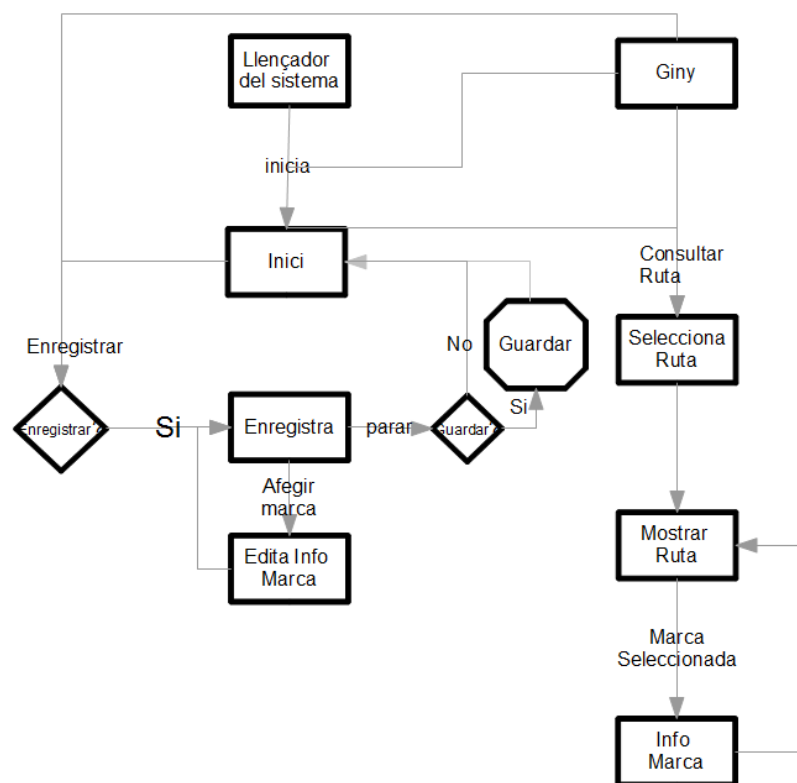 Llençador
del sistema
Giny
inicia
Inici
Consultar
Ruta
Enregistrar
No
Guardar
Selecciona
Ruta
Enregistrar?
Si
Enregistra
parar
Guardar?
Si
Afegir
marca
Edita Info
Marca
Mostrar
Ruta
Marca
Seleccionada
Info
Marca